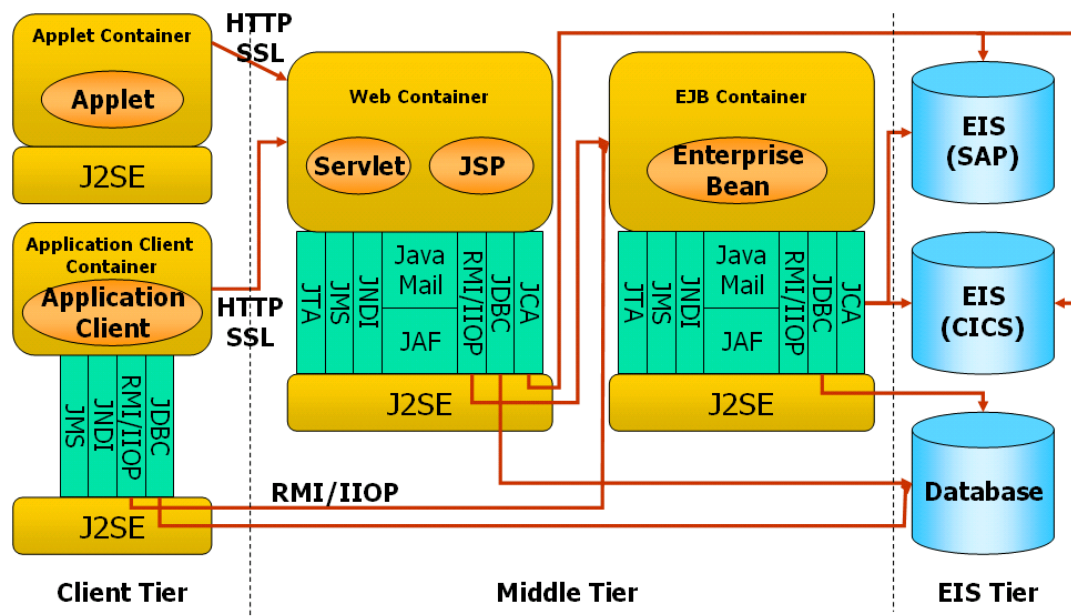 Applet Container
Applet
J2SE
HTTP
SSL
Application Client
Container
Application
Client
HTTP
SSL
JMS
JNDI
RMI/IIOP
JDBC
J2SE
RMI/IIOP
Client Tier
Web Container
Servlet
JSP
JTA
JMS
JNDI
Java
Mail
JAF
RMI/IIOP
JDBC
JCA
J2SE
EJB Container
Enterprise
Bean
JTA
JMS
JNDI
Java
Mail
JAF
RMI/IIOP
JDBC
JCA
J2SE
Middle Tier
EIS
(SAP)
EIS
(CICS)
Database
EIS Tier